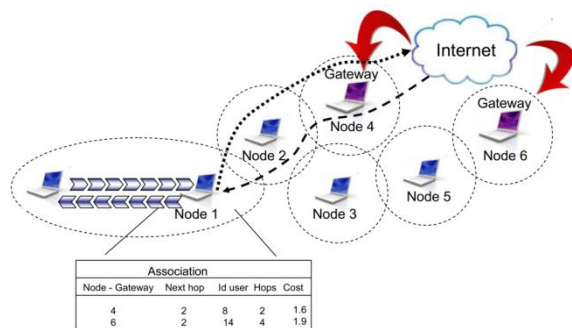 Internet
Gateway
Node 4
Gateway
Node 6
Node 2
Node 5
Node 3
Node 1
Association
Node - Gateway Next hop Id user Hops Cost
4 2 8 2 1.6
6 2 14 4 1.9